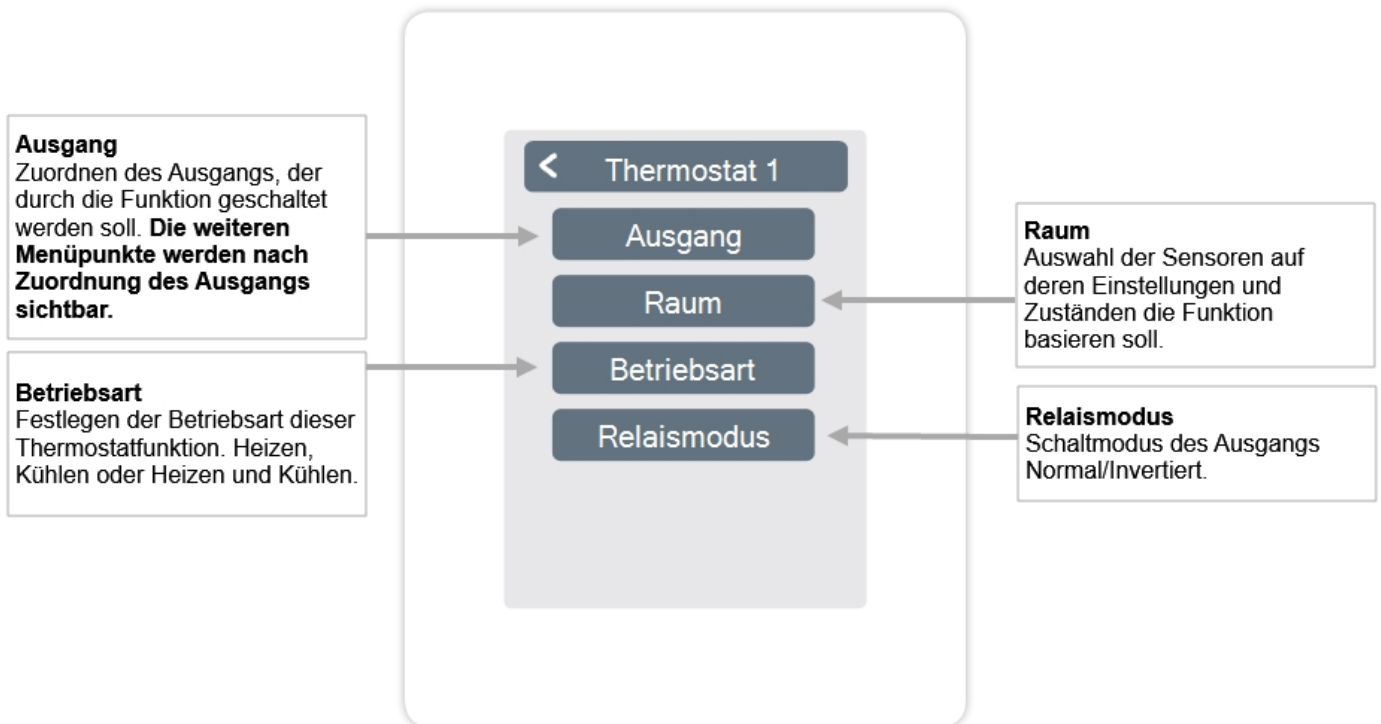 Ausgang
Zuordnen des Ausgangs, der
durch die Funktion geschaltet
werden soll. Die weiteren
Menüpunkte werden nach
Zuordnung des Ausgangs
sichtbar.
Betriebsart
Festlegen der Betriebsart dieser
Thermostatfunktion. Heizen,
Kühlen oder Heizen und Kühlen.
< Thermostat 1
Ausgang
Raum
Betriebsart
Relaismodus
Raum
Auswahl der Sensoren auf
deren Einstellungen und
Zuständen die Funktion
basieren soll.
Relaismodus
Schaltmodus des Ausgangs
Normal/Invertiert.